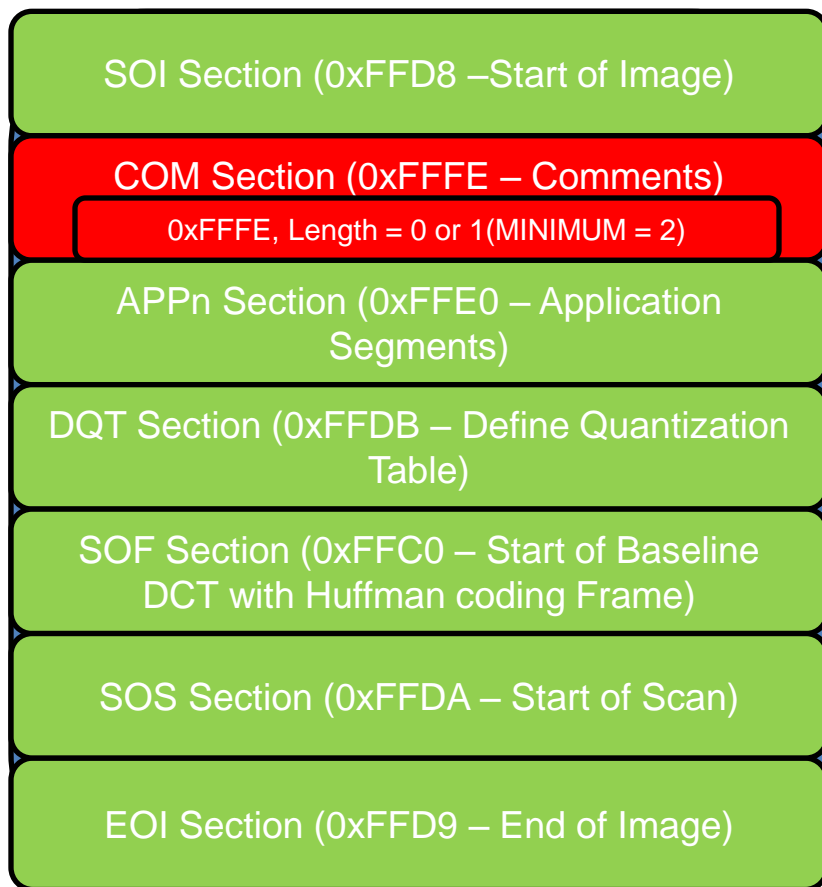 SOI Section (0xFFD8 –Start of Image)
COM Section (0xFFFE – Comments)
0xFFFE, Length = 0 or 1(MINIMUM = 2)
APPn Section (0xFFE0 – Application
Segments)
DQT Section (0xFFDB – Define Quantization
Table)
SOF Section (0xFFC0 – Start of Baseline
DCT with Huffman coding Frame)
SOS Section (0xFFDA – Start of Scan)
EOI Section (0xFFD9 – End of Image)